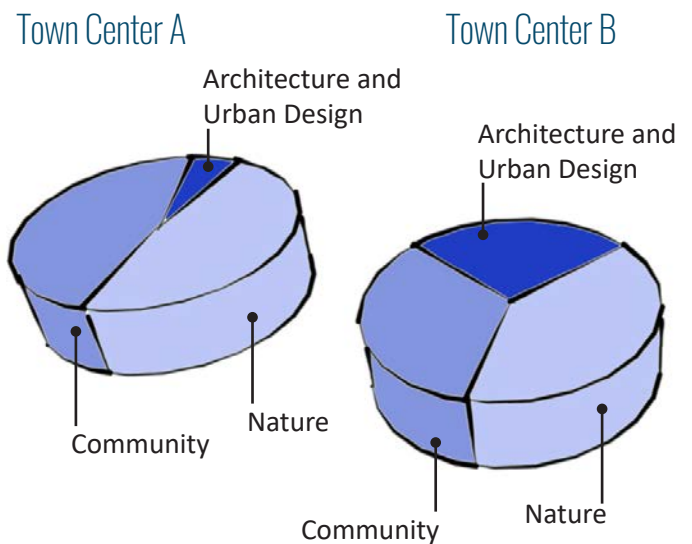 Town Center A
Town Center B
Architecture and
Urban Design
Architecture and
Urban Design
Nature
Community
Nature
Community